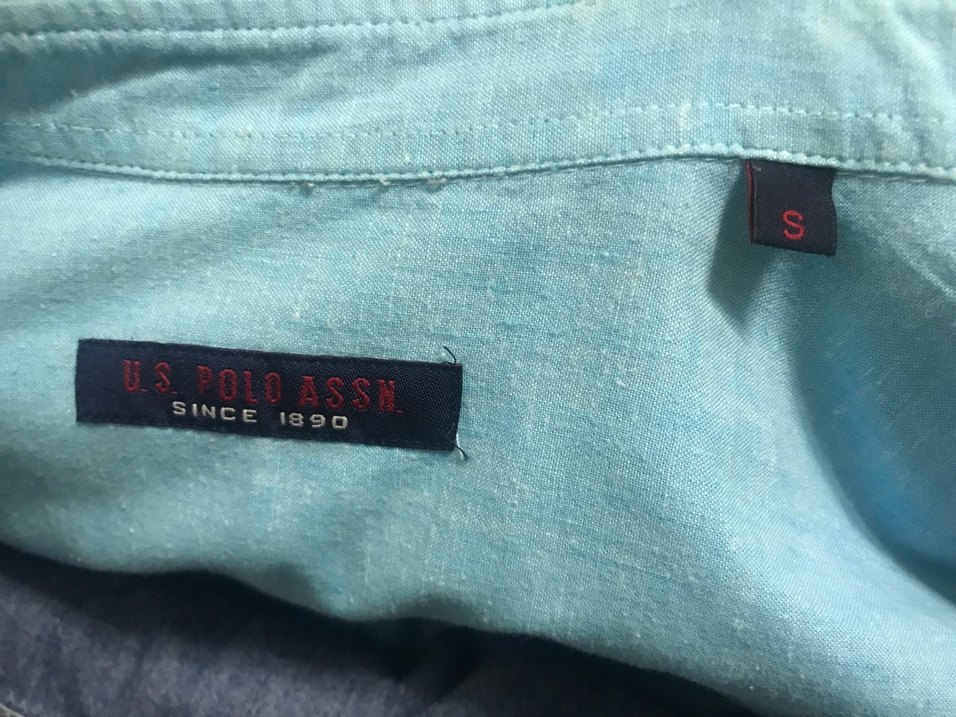 S
U.S. POLO ASSN.
SINCE 1890